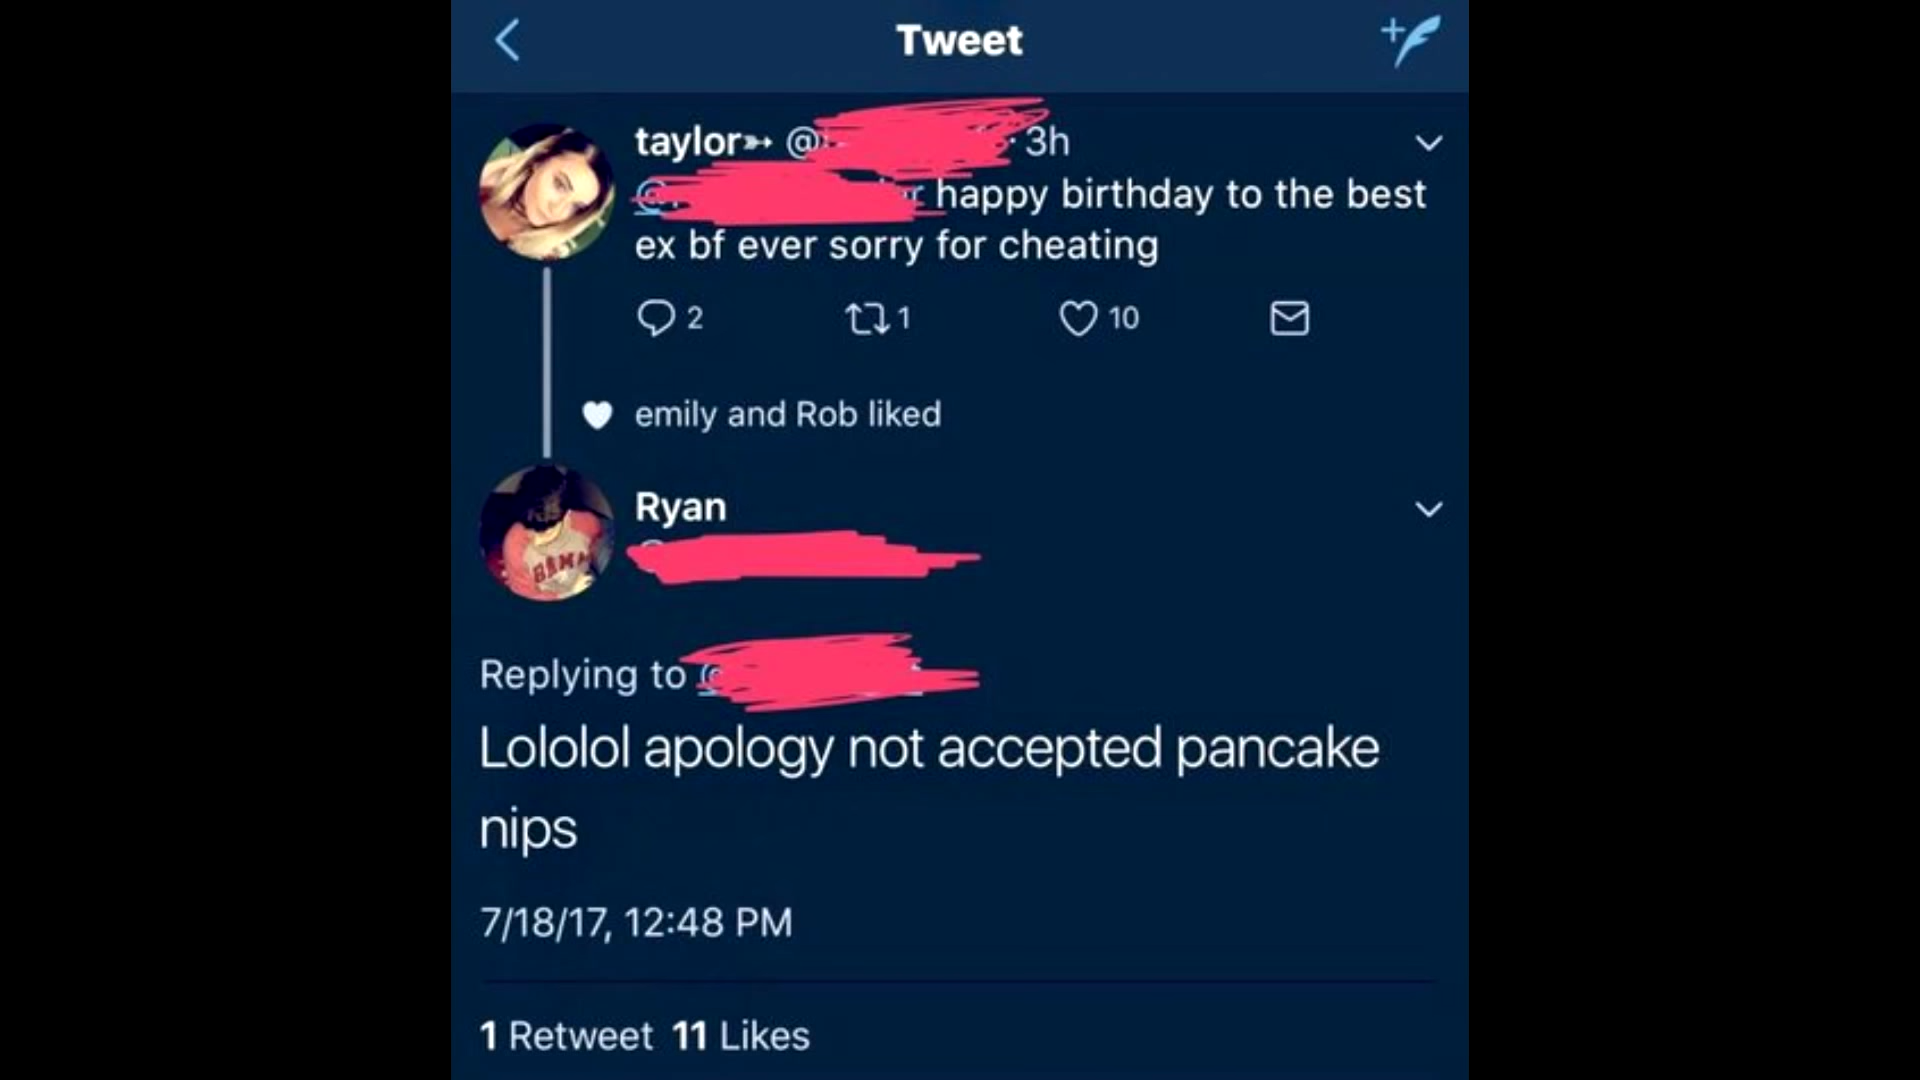 Tweet
taylor➳ @ · 3h
@ happy birthday to the best
ex bf ever sorry for cheating
2 1 10
emily and Rob liked
Ryan
Replying to @
Lololol apology not accepted pancake
nips
7/18/17, 12:48 PM
1 Retweet 11 Likes